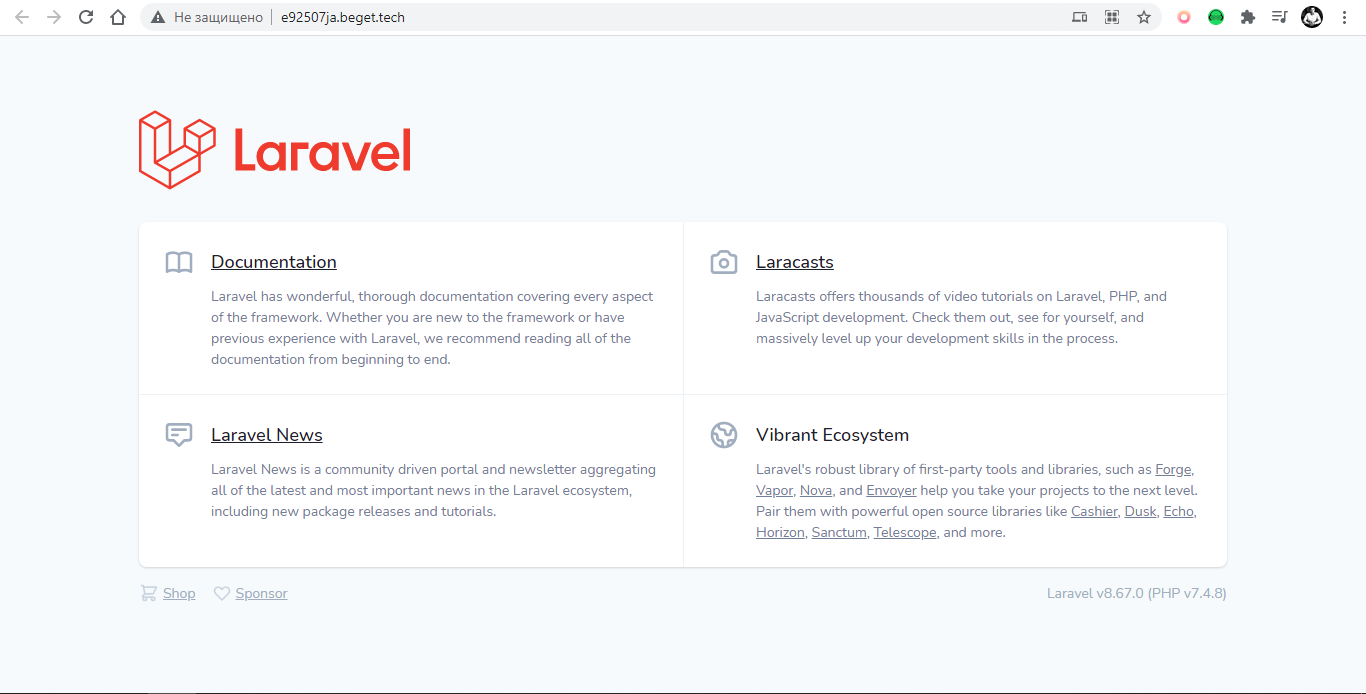 Не защищено
e92507ja.beget.tech
Laravel
Documentation
Laravel has wonderful, thorough documentation covering every aspect
of the framework. Whether you are new to the framework or have
previous experience with Laravel, we recommend reading all of the
documentation from beginning to end.
Laracasts
Laracasts offers thousands of video tutorials on Laravel, PHP, and
JavaScript development. Check them out, see for yourself, and
massively level up your development skills in the process.
Laravel News
Laravel News is a community driven portal and newsletter aggregating
all of the latest and most important news in the Laravel ecosystem,
including new package releases and tutorials.
Vibrant Ecosystem
Laravel's robust library of first-party tools and libraries, such as Forge,
Vapor, Nova, and Envoyer help you take your projects to the next level.
Pair them with powerful open source libraries like Cashier, Dusk, Echo,
Horizon, Sanctum, Telescope, and more.
Shop
Sponsor
Laravel v8.67.0 (PHP v7.4.8)